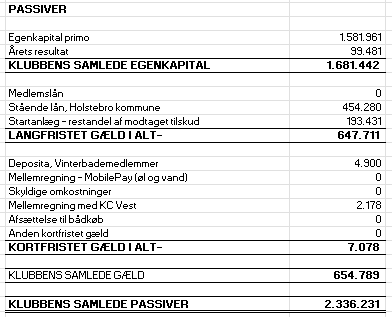 PASSIVER
Egenkapital primo 1.581.961
Årets resultat 99.481
KLUBBENS SAMLEDE EGENKAPITAL 1.681.442
Medlemslån 0
Stående lån, Holstebro kommune 454.280
Startanlæg - restandel af modtaget tilskud 193.431
LANGFRISTET GÆLD I ALT- 647.711
Deposita, Vinterbademedlemmer 4.900
Mellemregning - MobilePay (øl og vand) 0
Skyldige omkostninger 0
Mellemregning med KC Vest 2.178
Afsættelse til bådkøb 0
Anden kortfristet gæld 0
KORTFRISTET GÆLD I ALT- 7.078
KLUBBENS SAMLEDE GÆLD 654.789
KLUBBENS SAMLEDE PASSIVER 2.336.231